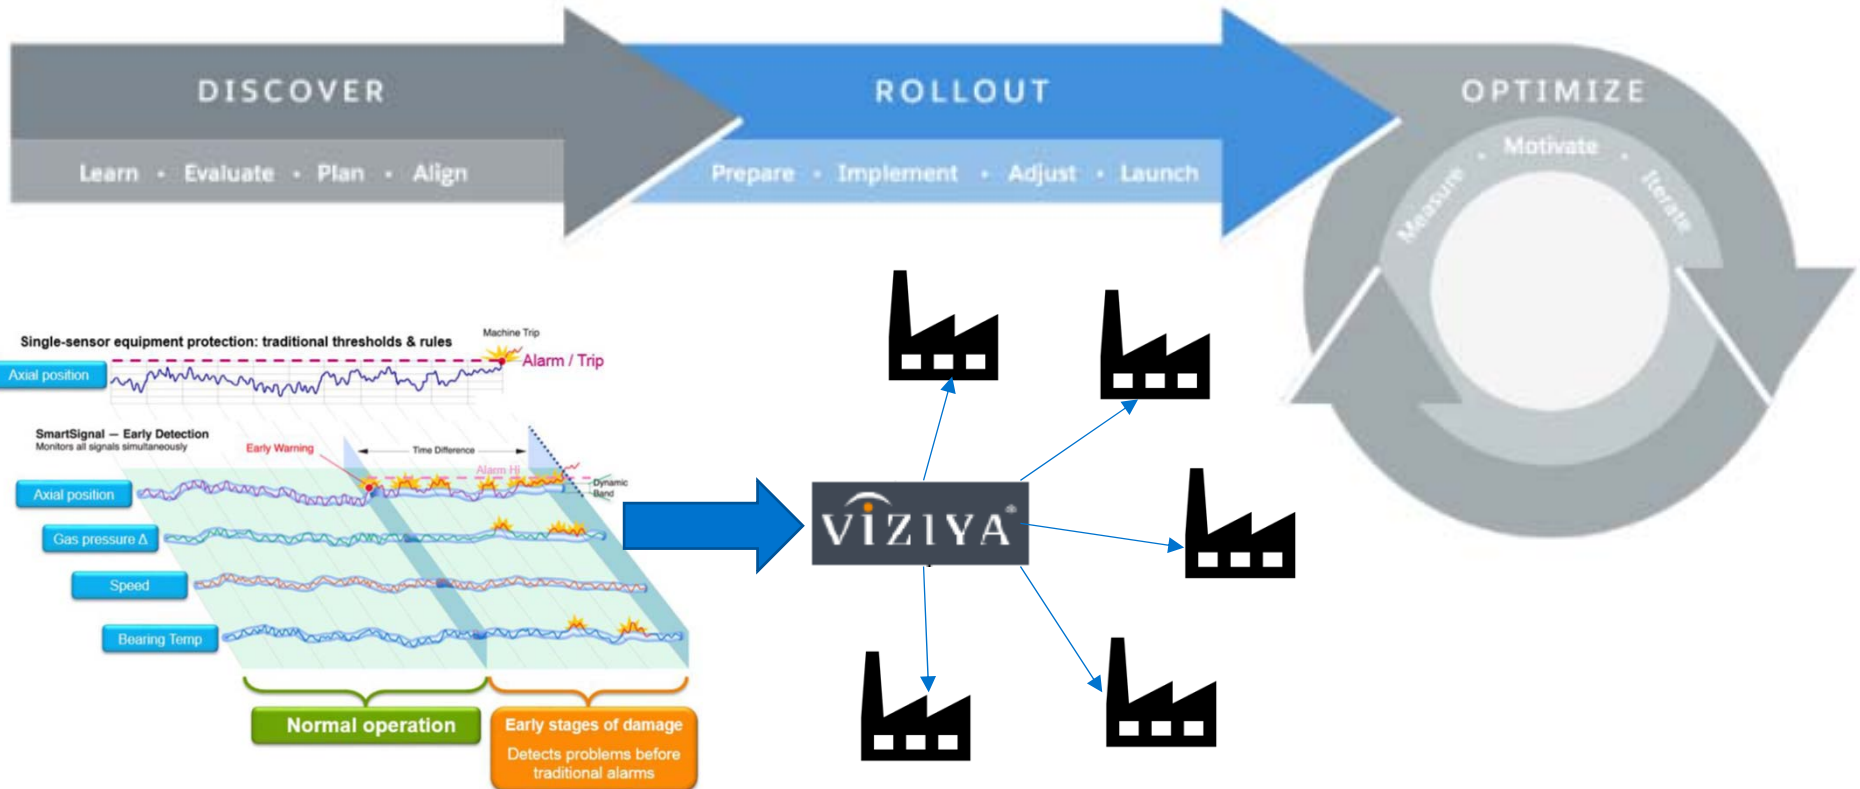 DISCOVER
Learn • Evaluate • Plan • Align
ROLLOUT
Prepare • Implement • Adjust • Launch
OPTIMIZE
Measure • Motivate • Iterate
Single-sensor equipment protection: traditional thresholds & rules
Machine Trip
Alarm / Trip
Axial position
SmartSignal — Early Detection
Monitors all signals simultaneously
Early Warning
Time Difference
Alarm Hi
Dynamic
Band
Axial position
Gas pressure Δ
Speed
Bearing Temp
Normal operation
Early stages of damage
Detects problems before
traditional alarms
VIZIYA